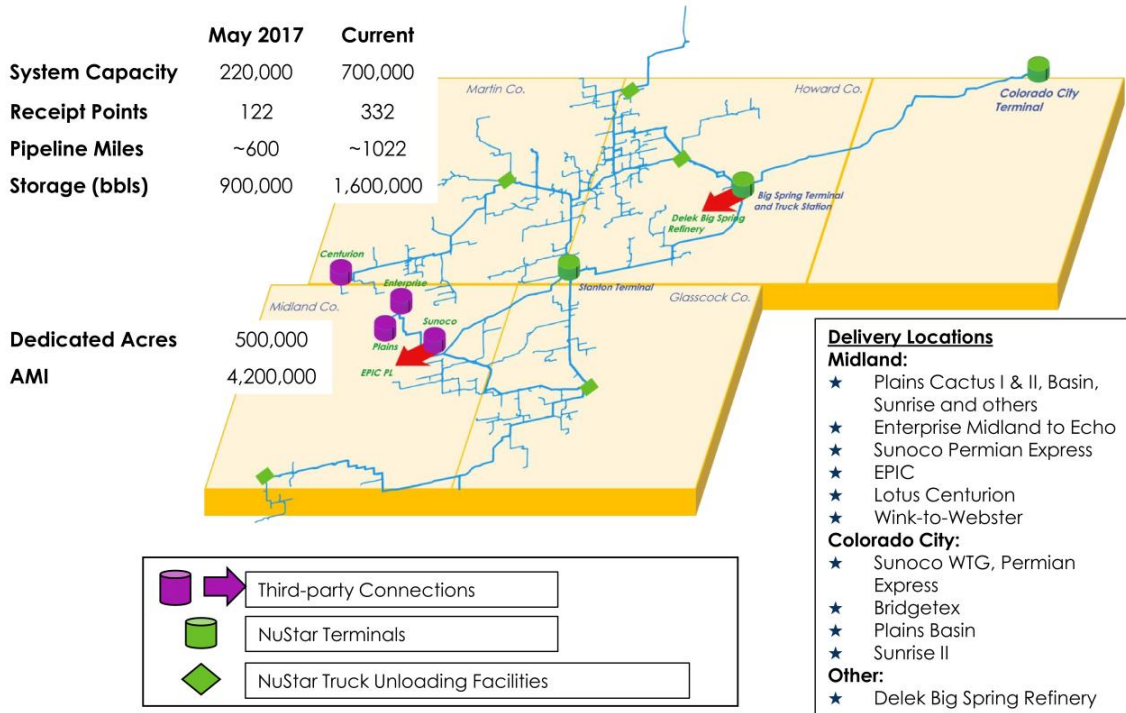 May 2017 Current
System Capacity 220,000 700,000
Receipt Points 122 332
Pipeline Miles ~600 ~1022
Storage (bbls) 900,000 1,600,000
Dedicated Acres 500,000
AMI 4,200,000
Martin Co.
Howard Co.
Colorado City
Terminal
Big Spring Terminal
and Truck Station
Delek Big Spring
Refinery
Centurion
Enterprise
Stanton Terminal
Midland Co.
Glasscock Co.
Plains
Sunoco
EPIC PL
Third-party Connections
NuStar Terminals
NuStar Truck Unloading Facilities
Delivery Locations
Midland:
★ Plains Cactus I & II, Basin,
Sunrise and others
★ Enterprise Midland to Echo
★ Sunoco Permian Express
★ EPIC
★ Lotus Centurion
★ Wink-to-Webster
Colorado City:
★ Sunoco WTG, Permian
Express
★ Bridgetex
★ Plains Basin
★ Sunrise II
Other:
★ Delek Big Spring Refinery